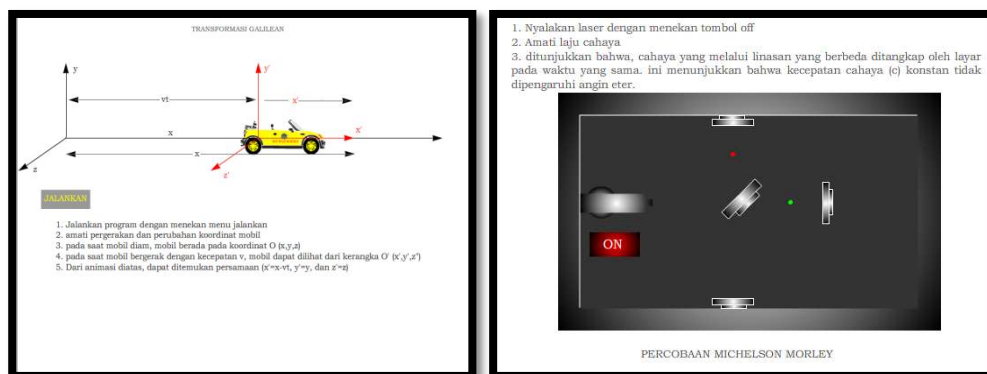 TRANSFORMASI GALILEAN
y
y'
vt
x'
x
x'
x
z
z'
JALANKAN
1. Jalankan program dengan menekan menu jalankan
2. amati pergerakan dan perubahan koordinat mobil
3. pada saat mobil diam, mobil berada pada koordinat O (x,y,z)
4. pada saat mobil bergerak dengan kecepatan v, mobil dapat dilihat dari kerangka O' (x',y',z')
5. Dari animasi diatas, dapat ditemukan persamaan (x'=x-vt, y'=y, dan z'=z)
1. Nyalakan laser dengan menekan tombol off
2. Amati laju cahaya
3. ditunjukkan bahwa, cahaya yang melalui linasan yang berbeda ditangkap oleh layar
pada waktu yang sama. ini menunjukkan bahwa kecepatan cahaya (c) konstan tidak
dipengaruhi angin eter.
ON
PERCOBAAN MICHELSON MORLEY